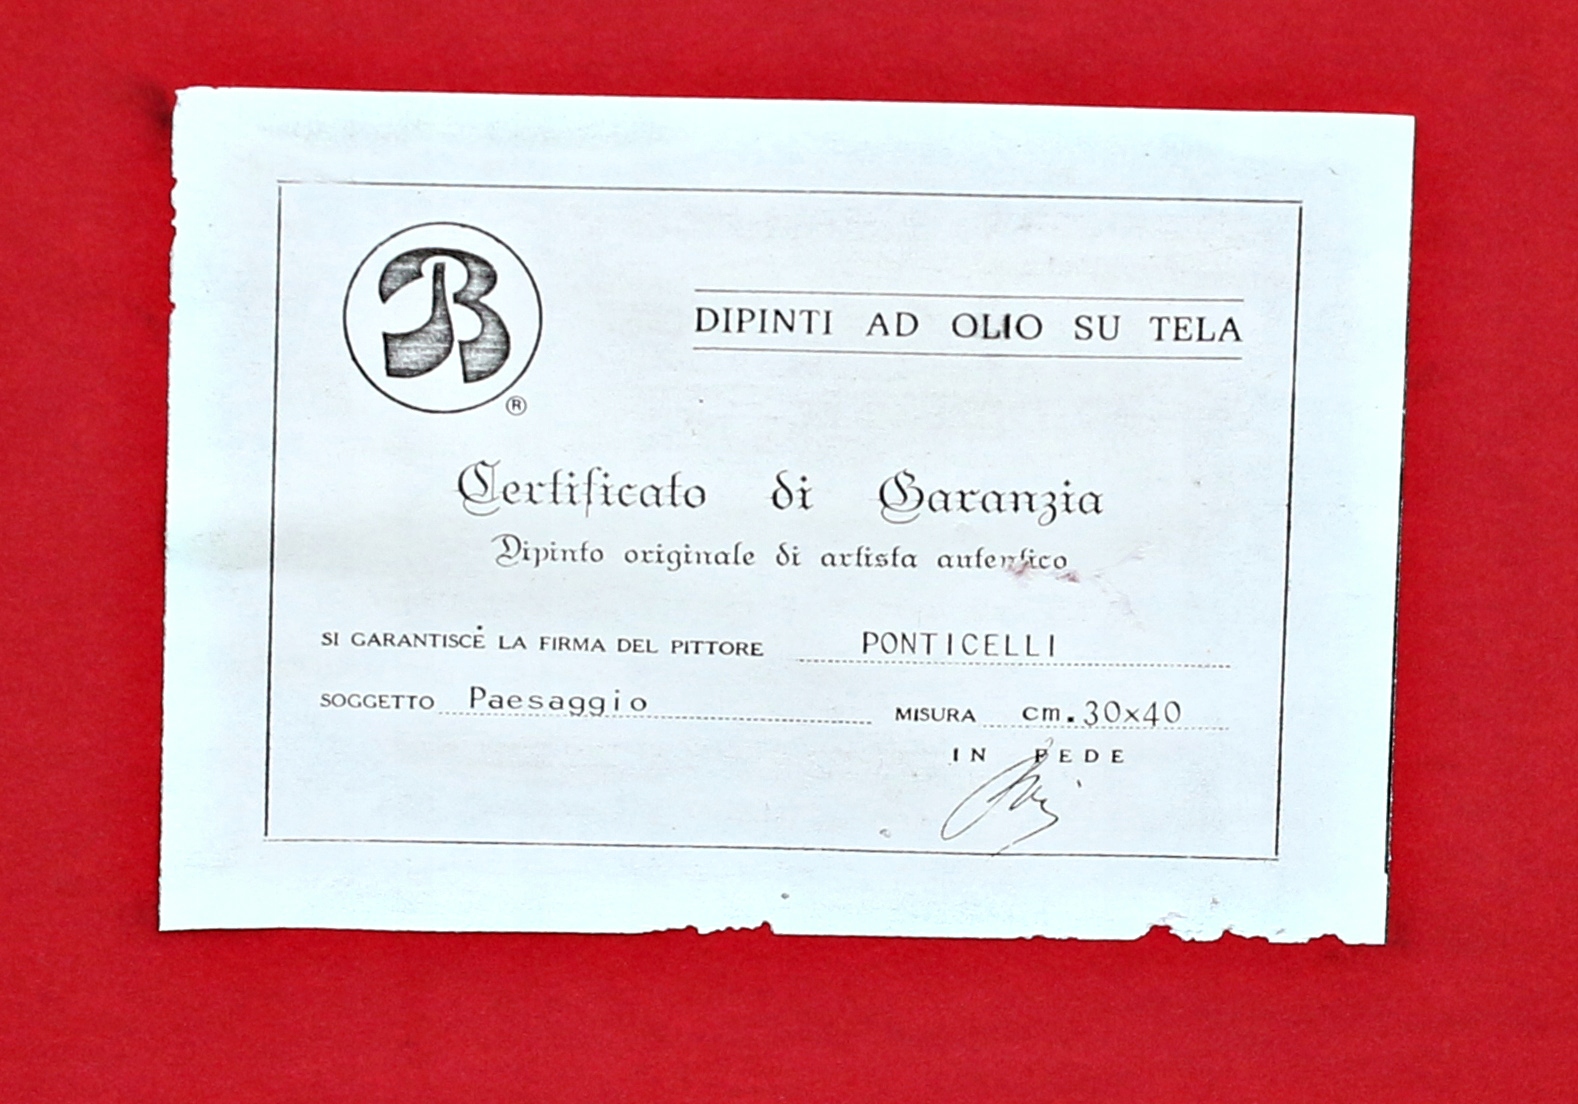 B
®
DIPINTI AD OLIO SU TELA
Certificato di Garanzia
Dipinto originale di artista autentico
SI GARANTISCE LA FIRMA DEL PITTORE PONTICELLI
SOGGETTO Paesaggio MISURA cm.30x40
IN FEDE